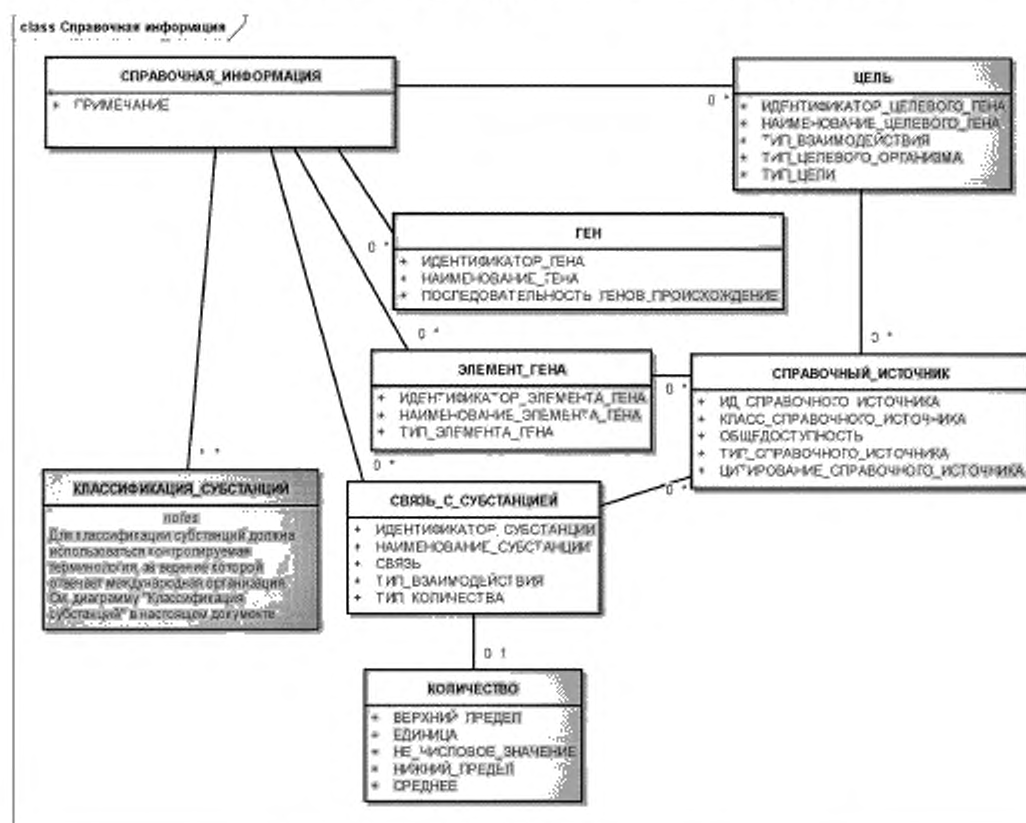 class Справочная информация
СПРАВОЧНАЯ_ИНФОРМАЦИЯ
+ ПРИМЕЧАНИЕ
ЦЕЛЬ
+ ИДЕНТИФИКАТОР_ЦЕЛЕВОГО_ГЕНА
+ НАИМЕНОВАНИЕ_ЦЕЛЕВОГО_ГЕНА
+ ТИП_ВЗАИМОДЕЙСТВИЯ
+ ТИП_ЦЕЛЕВОГО_ОРГАНИЗМА
+ ТИП_ЦЕЛИ
0 *
ГЕН
+ ИДЕНТИФИКАТОР_ГЕНА
+ НАИМЕНОВАНИЕ_ГЕНА
+ ПОСЛЕДОВАТЕЛЬНОСТЬ_ГЕНОВ_ПРОИСХОЖДЕНИЕ
0 *
0 *
0 *
ЭЛЕМЕНТ_ГЕНА
+ ИДЕНТИФИКАТОР_ЭЛЕМЕНТА_ГЕНА
+ НАИМЕНОВАНИЕ_ЭЛЕМЕНТА_ГЕНА
+ ТИП_ЭЛЕМЕНТА_ГЕНА
0 *
СПРАВОЧНЫЙ_ИСТОЧНИК
+ ИД_СПРАВОЧНОГО_ИСТОЧНИКА
+ КЛАСС_СПРАВОЧНОГО_ИСТОЧНИКА
+ ОБЩЕДОСТУПНОСТЬ
+ ТИП_СПРАВОЧНОГО_ИСТОЧНИКА
+ ЦИТИРОВАНИЕ_СПРАВОЧНОГО_ИСТОЧНИКА
0 *
0 *
КЛАССИФИКАЦИЯ_СУБСТАНЦИЙ
notes
Для классификации субстанций должна
использоваться контролируемая
терминология, за ведение которой
отвечает международная организация
См. диаграмму "Классификация
субстанций" в настоящем документе
СВЯЗЬ_С_СУБСТАНЦИЕЙ
+ ИДЕНТИФИКАТОР_СУБСТАНЦИИ
+ НАИМЕНОВАНИЕ_СУБСТАНЦИИ
+ СВЯЗЬ
+ ТИП_ВЗАИМОДЕЙСТВИЯ
+ ТИП_КОЛИЧЕСТВА
0 1
КОЛИЧЕСТВО
+ ВЕРХНИЙ_ПРЕДЕЛ
+ ЕДИНИЦА
+ НЕ_ЧИСЛОВОЕ_ЗНАЧЕНИЕ
+ НИЖНИЙ_ПРЕДЕЛ
+ СРЕДНЕЕ